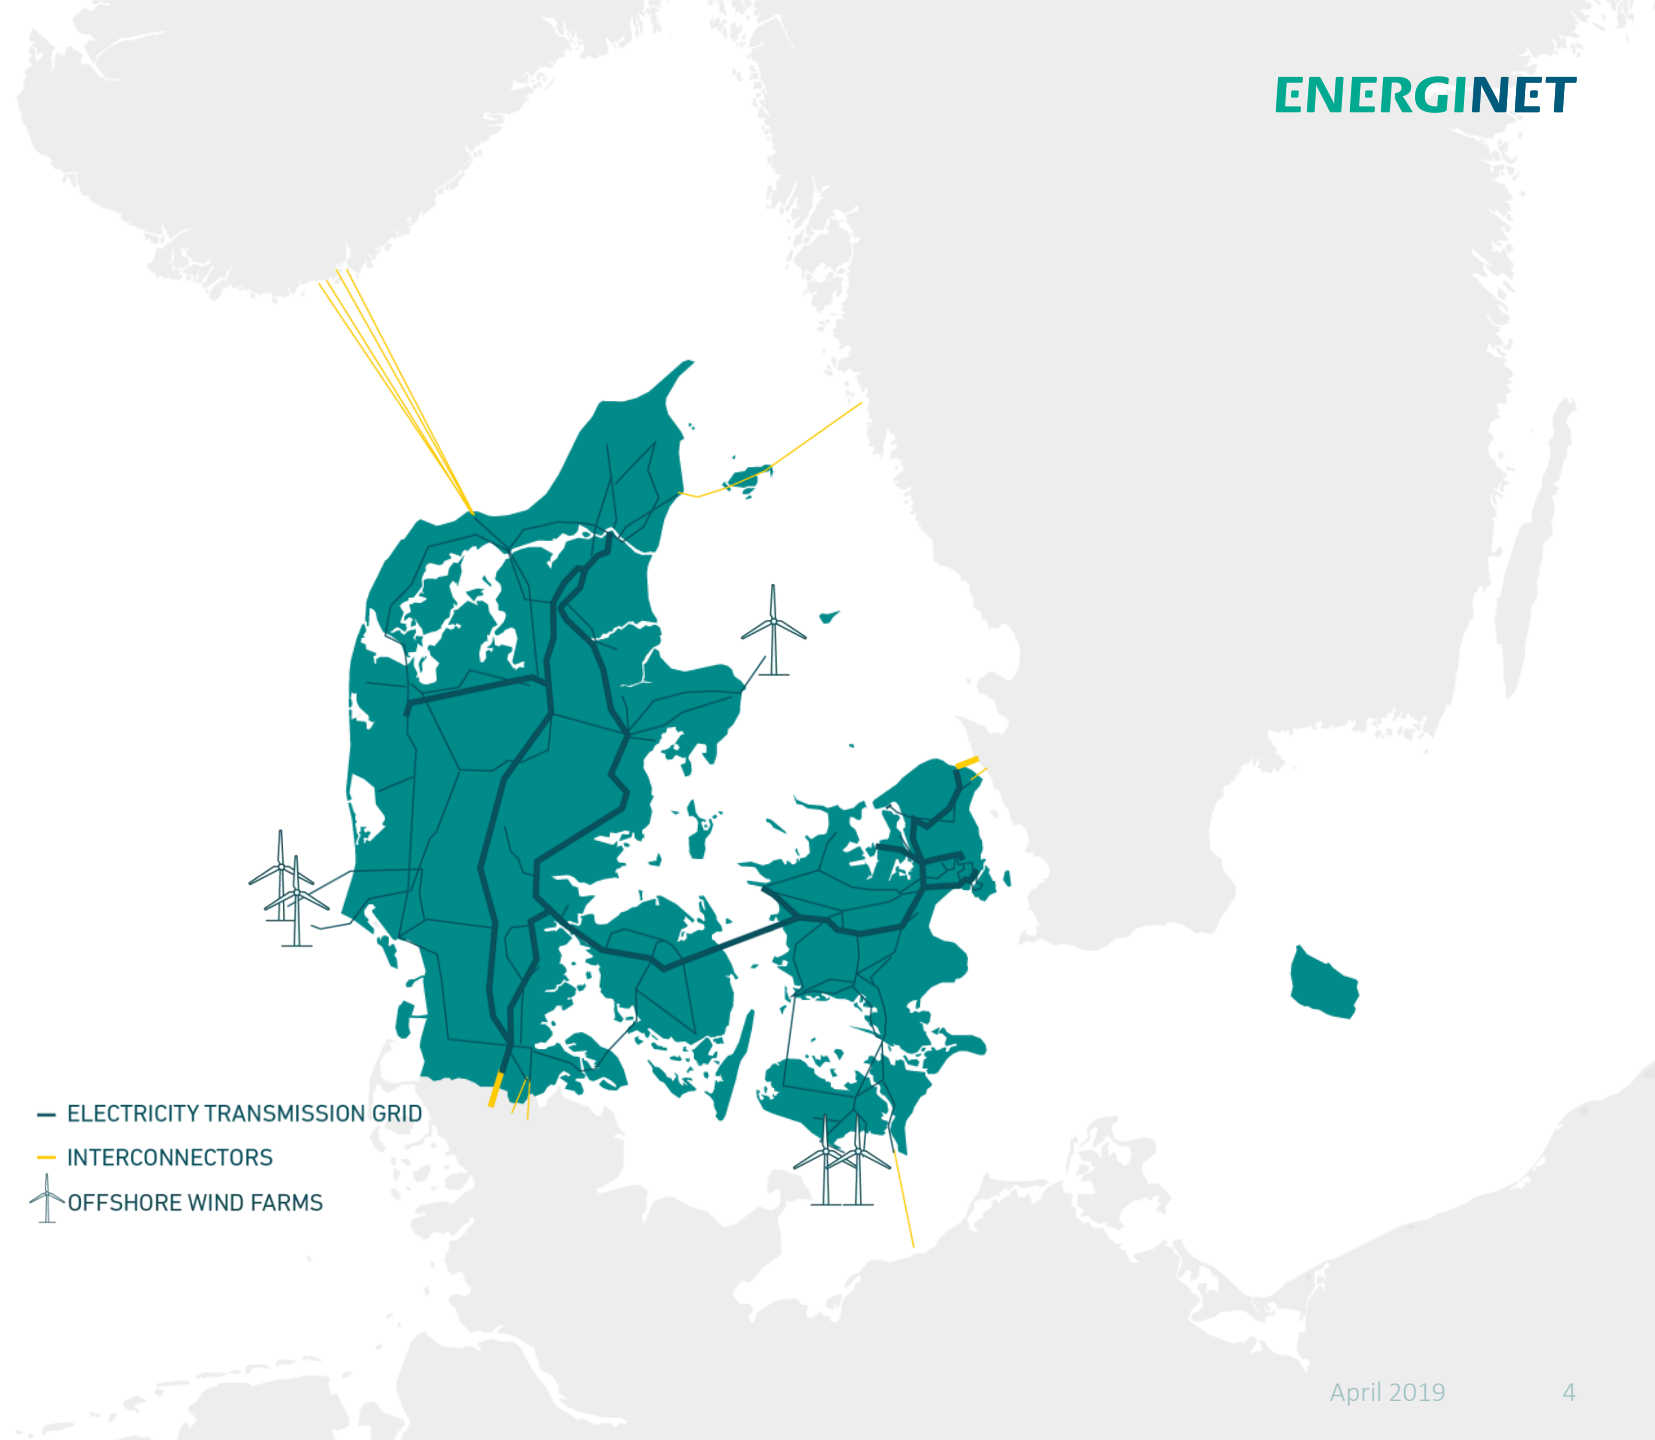 ENERGINET
ELECTRICITY TRANSMISSION GRID
INTERCONNECTORS
OFFSHORE WIND FARMS
April 2019 4